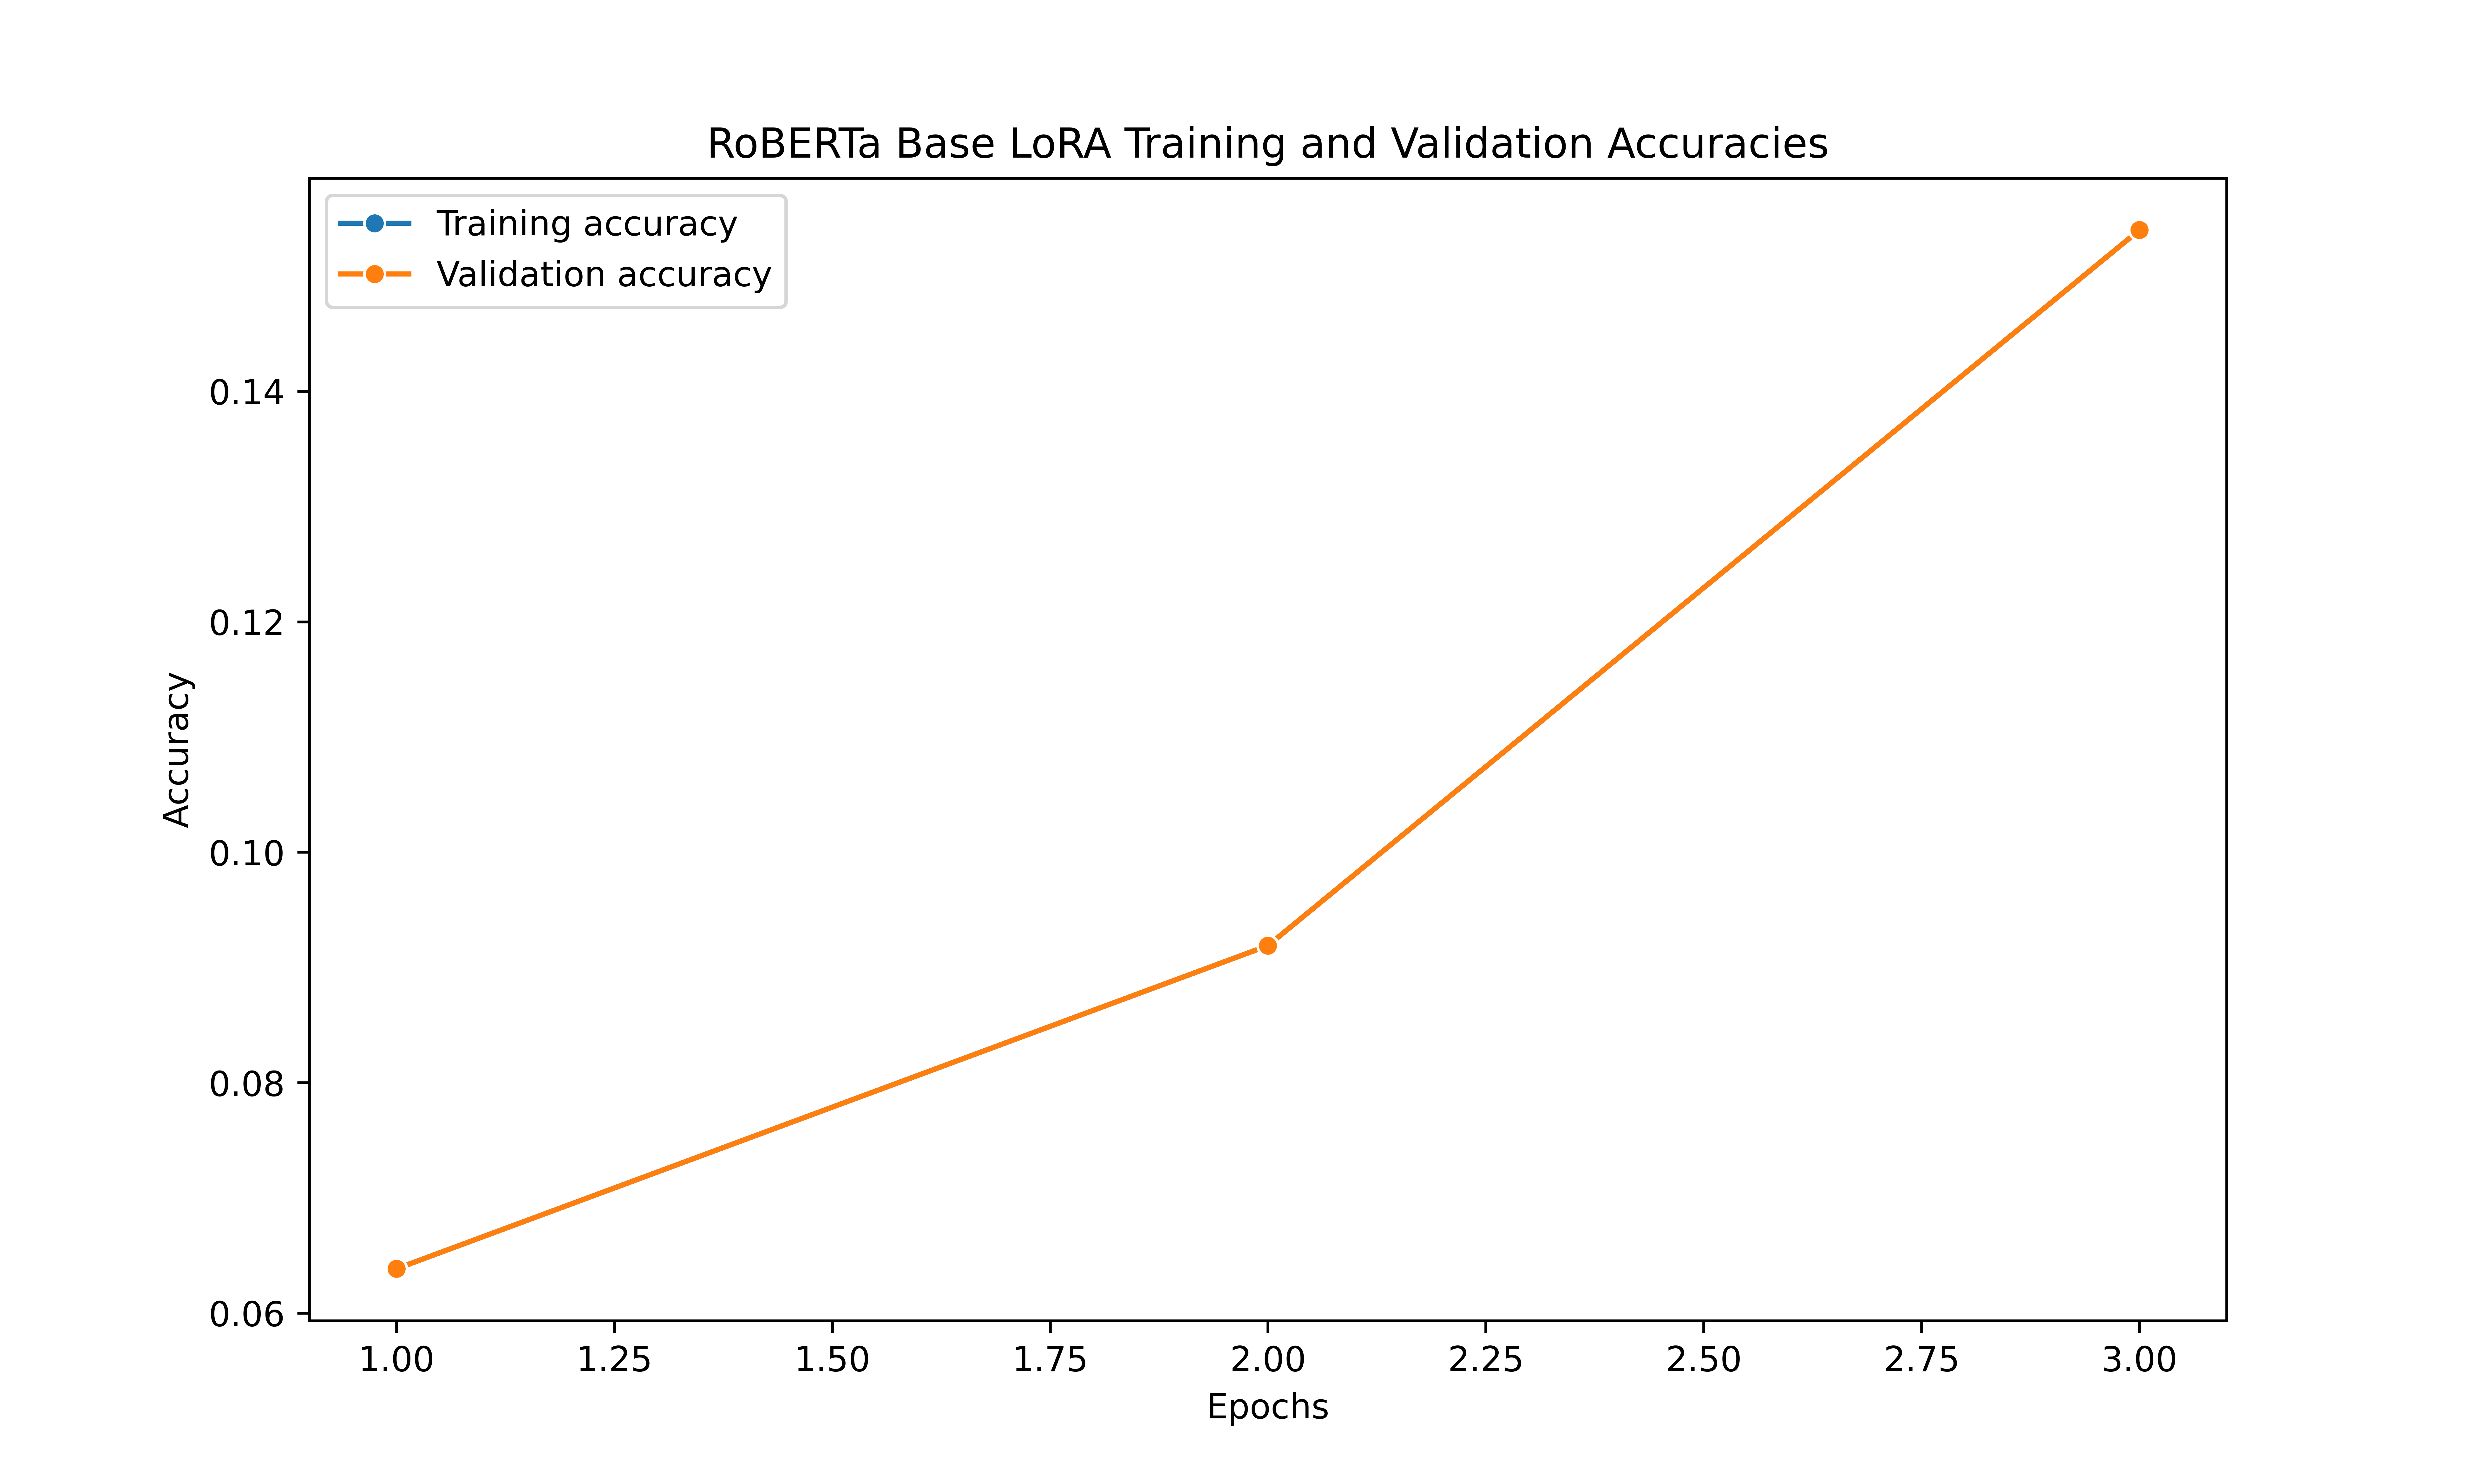 RoBERTa Base LoRA Training and Validation Accuracies
Training accuracy
Validation accuracy
0.14
0.12
0.10
0.08
0.06
Accuracy
1.00 1.25 1.50 1.75 2.00 2.25 2.50 2.75 3.00
Epochs